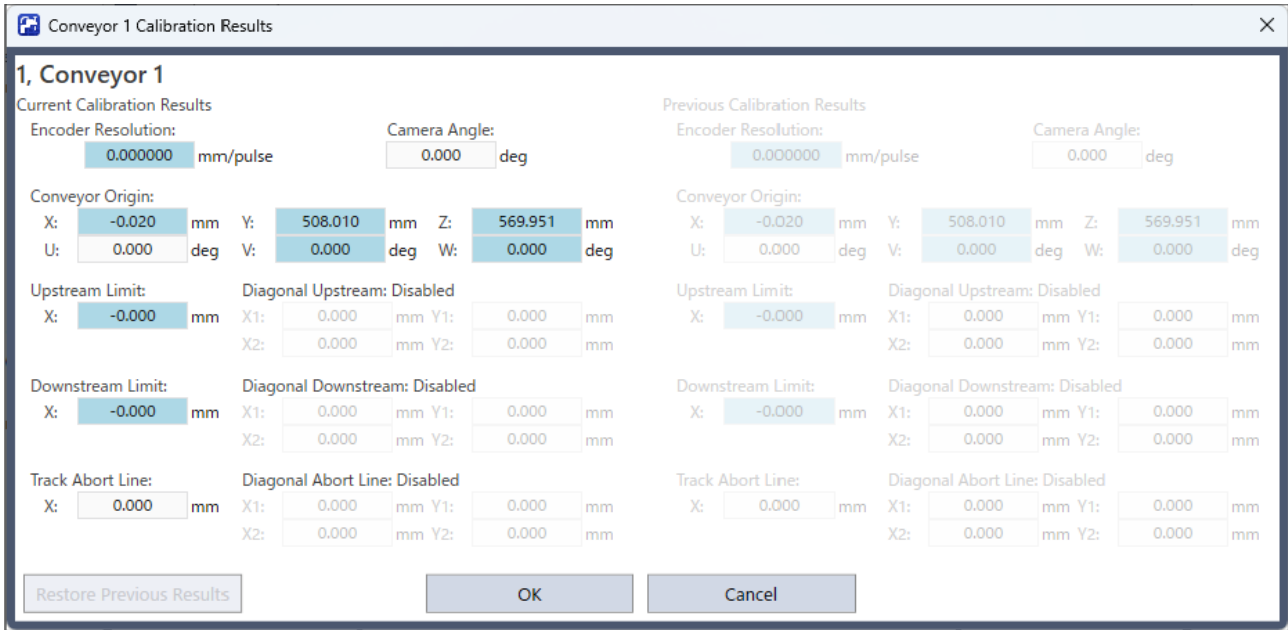 Conveyor 1 Calibration Results
1, Conveyor 1
Current Calibration Results Previous Calibration Results
Encoder Resolution: Camera Angle: Encoder Resolution: Camera Angle:
0.000000 mm/pulse 0.000 deg 0.000000 mm/pulse 0.000 deg
Conveyor Origin: Conveyor Origin:
X: -0.020 mm Y: 508.010 mm Z: 569.951 mm X: -0.020 mm Y: 508.010 mm Z: 569.951 mm
U: 0.000 deg V: 0.000 deg W: 0.000 deg U: 0.000 deg V: 0.000 deg W: 0.000 deg
Upstream Limit: Diagonal Upstream: Disabled Upstream Limit: Diagonal Upstream: Disabled
X: -0.000 mm X1: 0.000 mm Y1: 0.000 mm X: -0.000 mm X1: 0.000 mm Y1: 0.000 mm
X2: 0.000 mm Y2: 0.000 mm X2: 0.000 mm Y2: 0.000 mm
Downstream Limit: Diagonal Downstream: Disabled Downstream Limit: Diagonal Downstream: Disabled
X: -0.000 mm X1: 0.000 mm Y1: 0.000 mm X: -0.000 mm X1: 0.000 mm Y1: 0.000 mm
X2: 0.000 mm Y2: 0.000 mm X2: 0.000 mm Y2: 0.000 mm
Track Abort Line: Diagonal Abort Line: Disabled Track Abort Line: Diagonal Abort Line: Disabled
X: 0.000 mm X1: 0.000 mm Y1: 0.000 mm X: 0.000 mm X1: 0.000 mm Y1: 0.000 mm
X2: 0.000 mm Y2: 0.000 mm X2: 0.000 mm Y2: 0.000 mm
Restore Previous Results OK Cancel